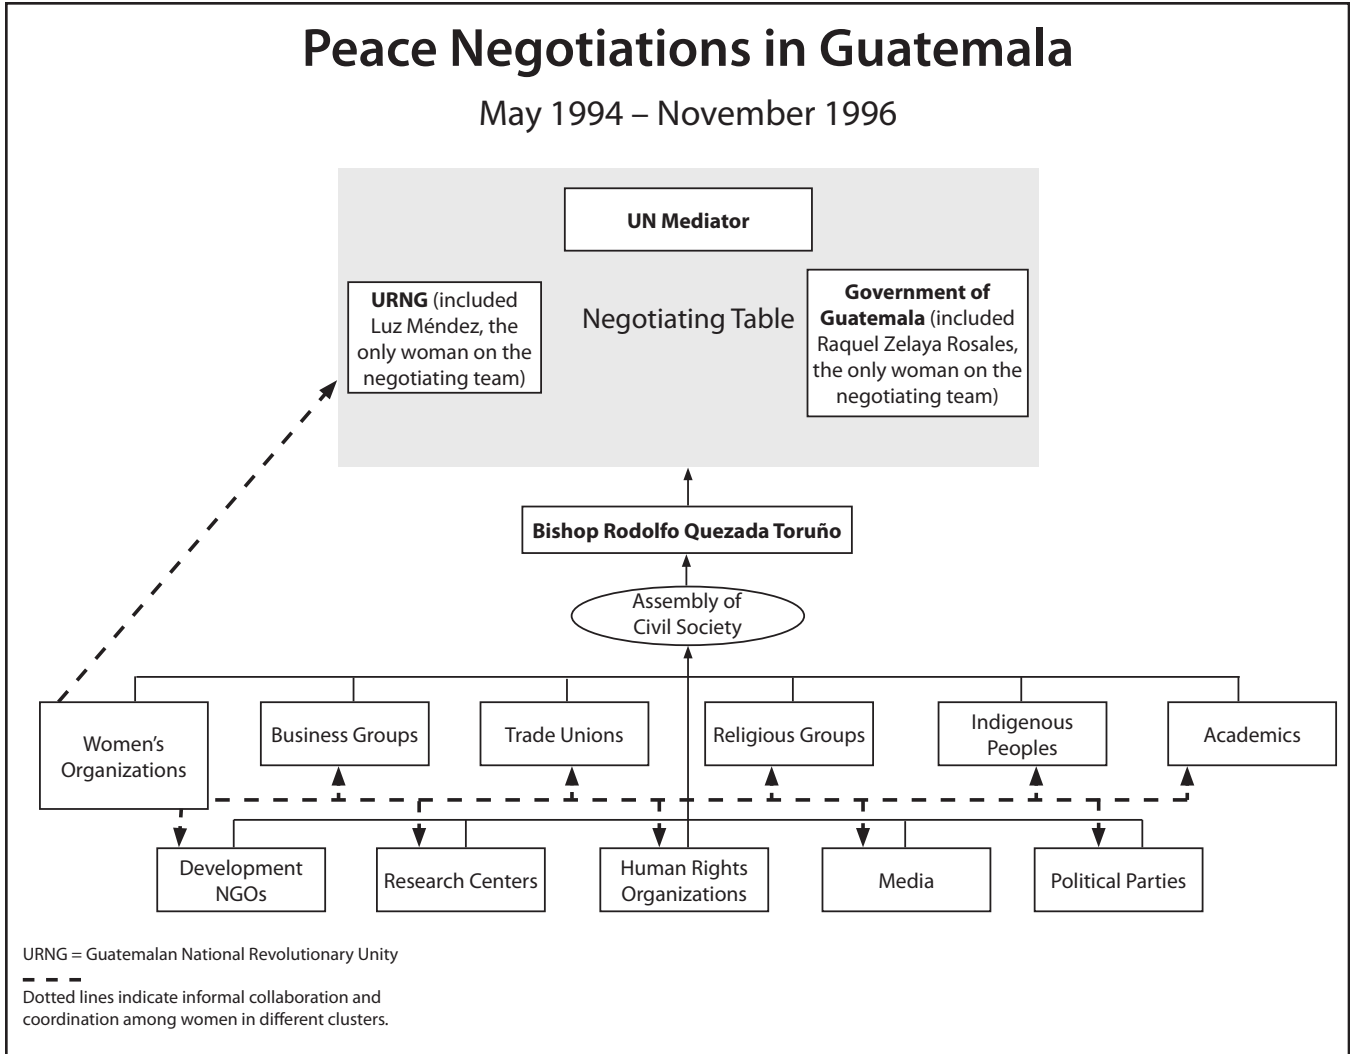 Peace Negotiations in Guatemala
May 1994 – November 1996
UN Mediator
URNG (included
Luz Méndez, the
only woman on the
negotiating team)
Negotiating Table
Government of
Guatemala (included
Raquel Zelaya Rosales,
the only woman on the
negotiating team)
Bishop Rodolfo Quezada Toruño
Assembly of
Civil Society
Women’s
Organizations
Business Groups
Trade Unions
Religious Groups
Indigenous
Peoples
Academics
Development
NGOs
Research Centers
Human Rights
Organizations
Media
Political Parties
URNG = Guatemalan National Revolutionary Unity
Dotted lines indicate informal collaboration and
coordination among women in different clusters.